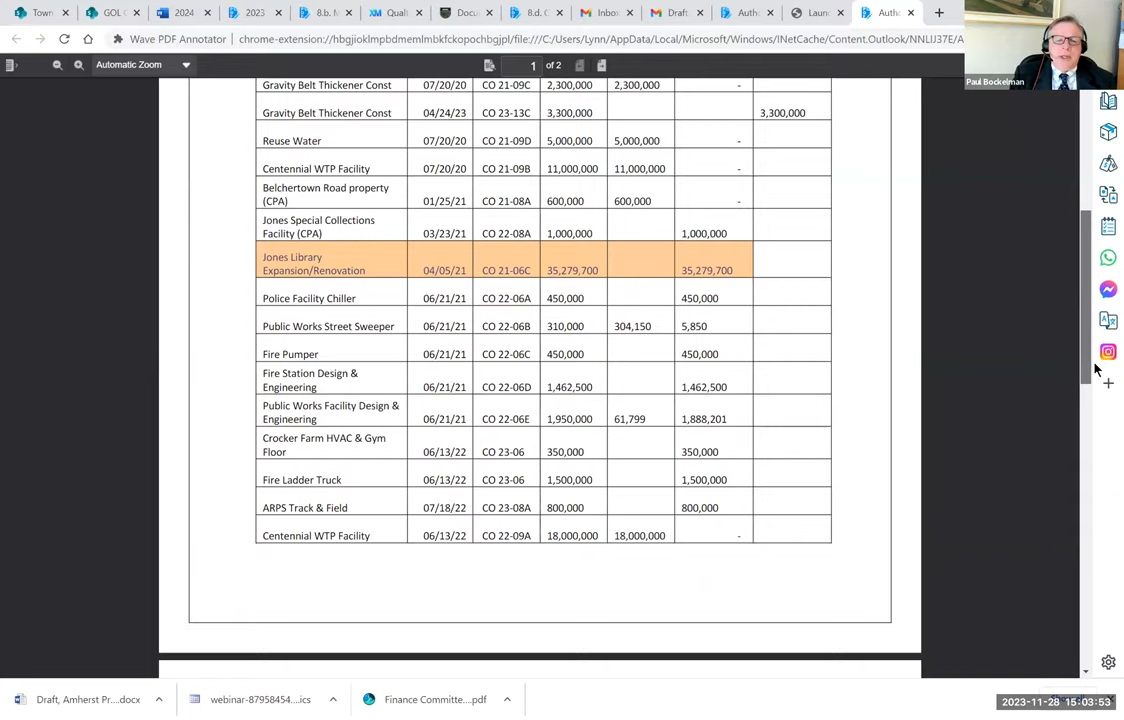 Town
GOL C
2024
2023
8.b. M
Quali
Docu
8.d. C
Inbox
Draft
Autho
Launc
Autho
Wave PDF Annotator
chrome-extension://hbgjioklmpbdmemlmbkfckopochbgjpl/file:///C:/Users/Lynn/AppData/Local/Microsoft/Windows/INetCache/Content.Outlook/NNLIJ37E/A
Automatic Zoom
1 of 2
Paul Bockelman
Gravity Belt Thickener Const 07/20/20 CO 21-09C 2,300,000 2,300,000 -
Gravity Belt Thickener Const 04/24/23 CO 23-13C 3,300,000 3,300,000
Reuse Water 07/20/20 CO 21-09D 5,000,000 5,000,000 -
Centennial WTP Facility 07/20/20 CO 21-09B 11,000,000 11,000,000 -
Belchertown Road property
(CPA) 01/25/21 CO 21-08A 600,000 600,000 -
Jones Special Collections
Facility (CPA) 03/23/21 CO 22-08A 1,000,000 1,000,000
Jones Library
Expansion/Renovation 04/05/21 CO 21-06C 35,279,700 35,279,700
Police Facility Chiller 06/21/21 CO 22-06A 450,000 450,000
Public Works Street Sweeper 06/21/21 CO 22-06B 310,000 304,150 5,850
Fire Pumper 06/21/21 CO 22-06C 450,000 450,000
Fire Station Design &
Engineering 06/21/21 CO 22-06D 1,462,500 1,462,500
Public Works Facility Design &
Engineering 06/21/21 CO 22-06E 1,950,000 61,799 1,888,201
Crocker Farm HVAC & Gym
Floor 06/13/22 CO 23-06 350,000 350,000
Fire Ladder Truck 06/13/22 CO 23-06 1,500,000 1,500,000
ARPS Track & Field 07/18/22 CO 23-08A 800,000 800,000
Centennial WTP Facility 06/13/22 CO 22-09A 18,000,000 18,000,000 -
Draft, Amherst Pr....docx
webinar-87958454....ics
Finance Committe....pdf
2023-11-28 15:03:53